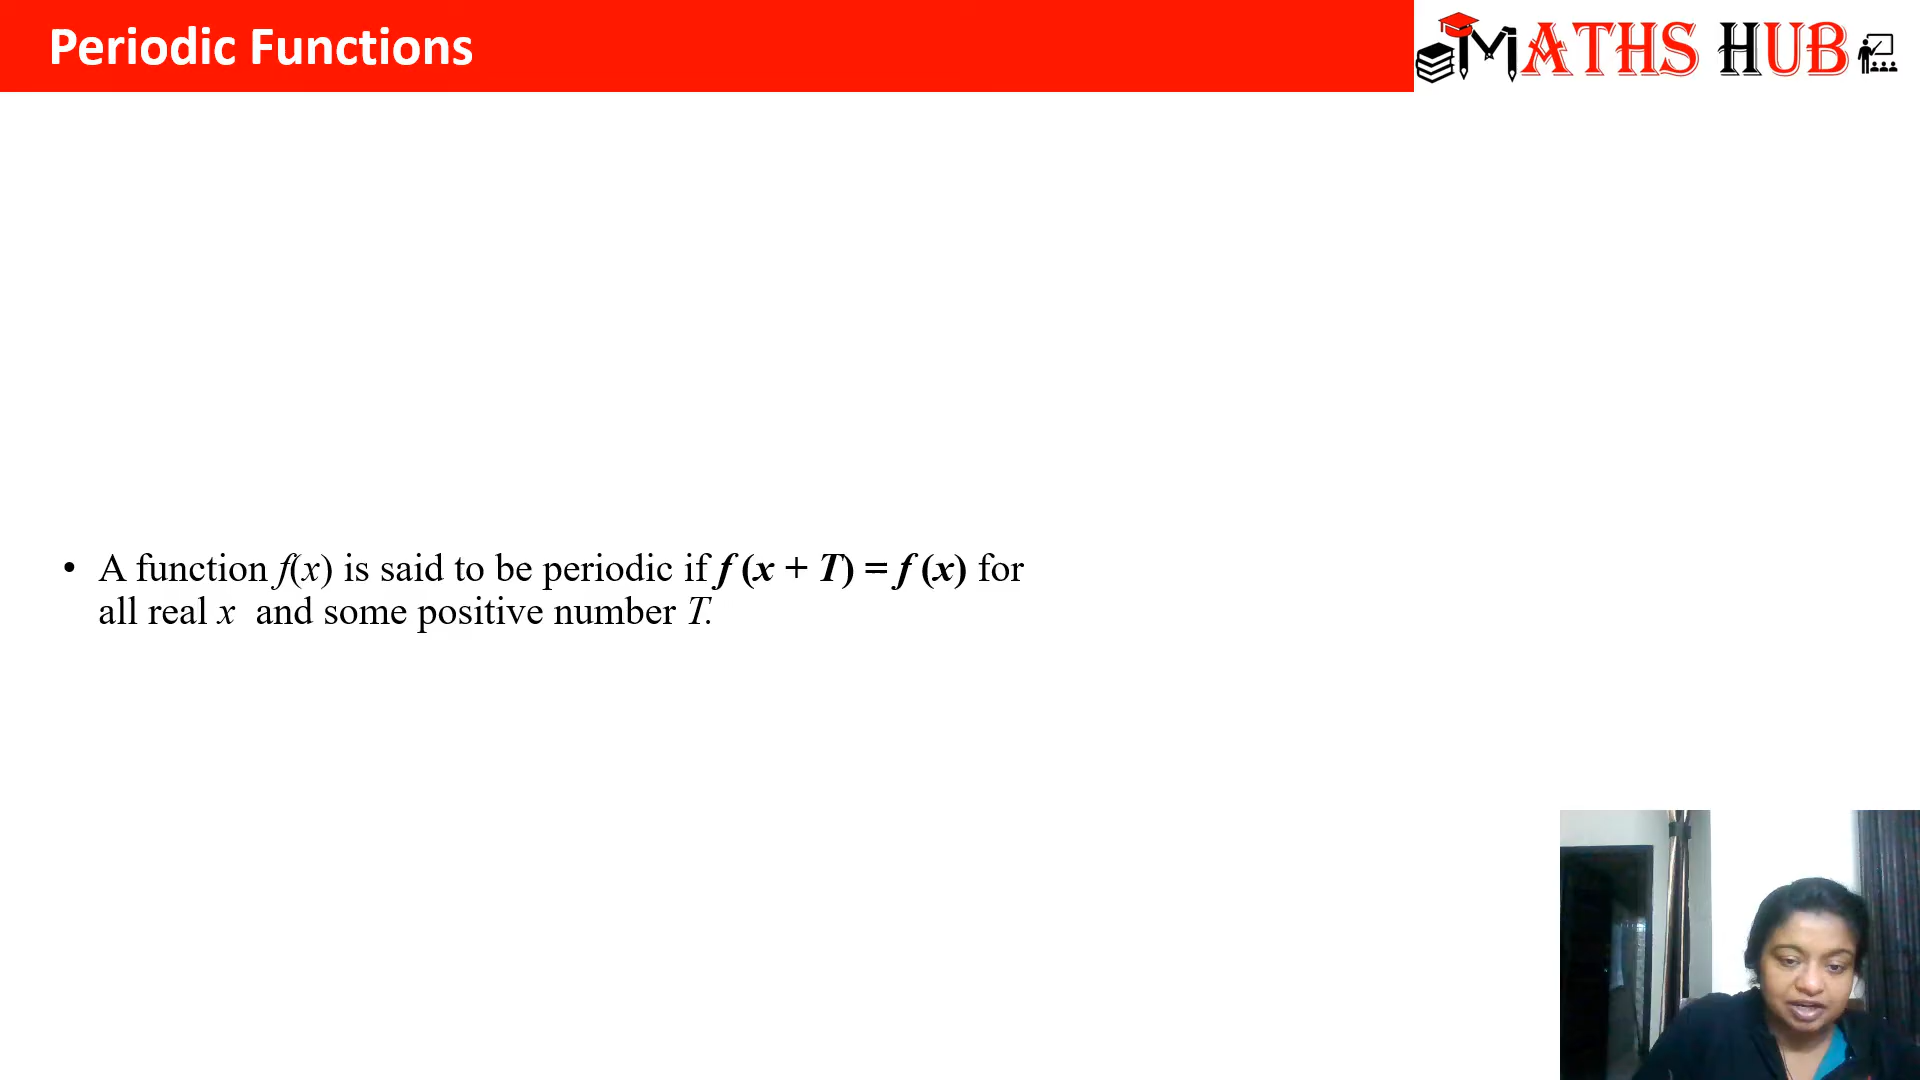 Periodic Functions
MATHS HUB
• A function f(x) is said to be periodic if f (x + T) = f (x) for
all real x and some positive number T.